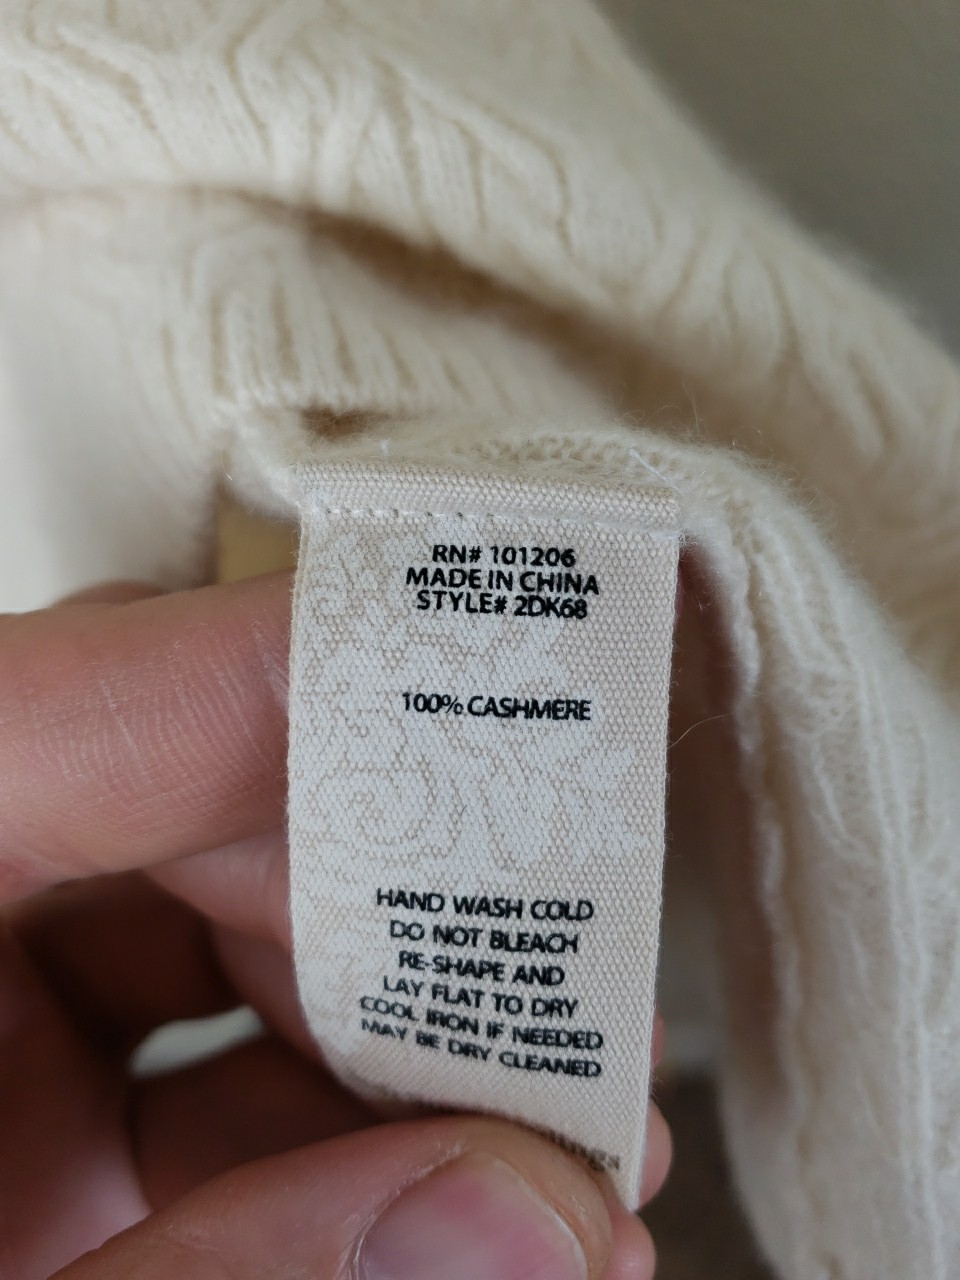 RN# 101206
MADE IN CHINA
STYLE# 2DK68
100% CASHMERE
HAND WASH COLD
DO NOT BLEACH
RE-SHAPE AND
LAY FLAT TO DRY
COOL IRON IF NEEDED
MAY BE DRY CLEANED